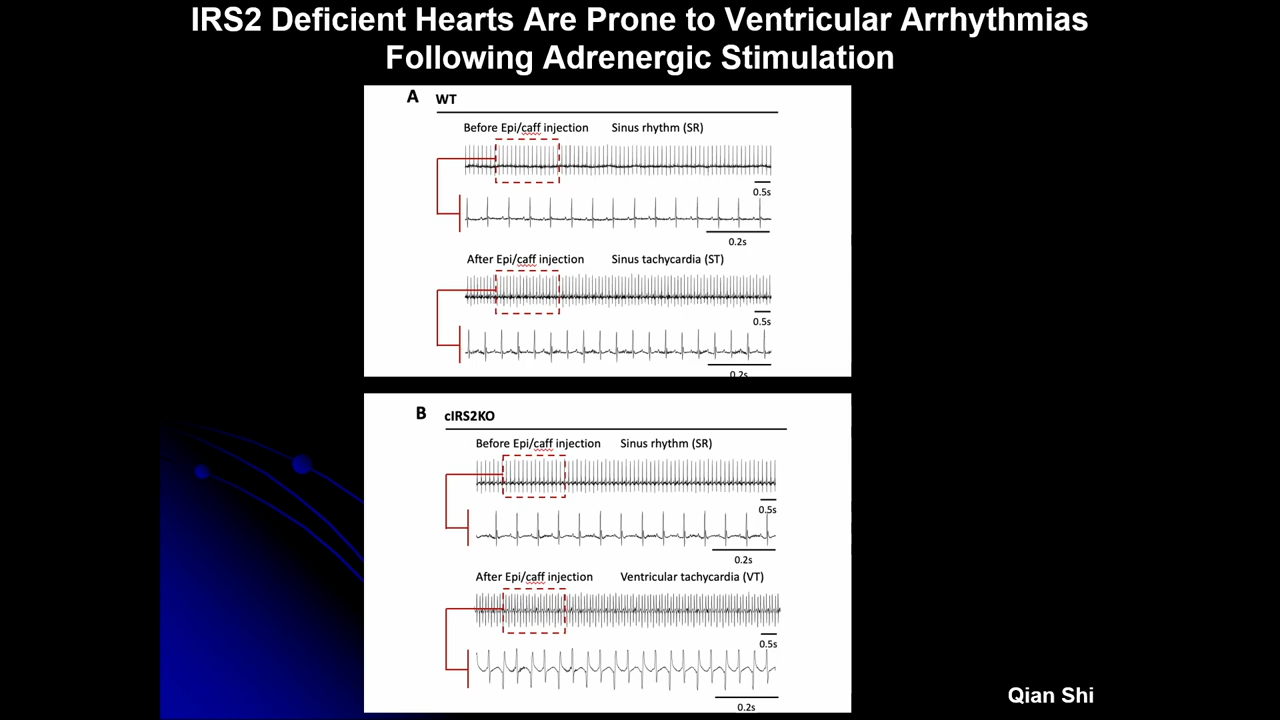 IRS2 Deficient Hearts Are Prone to Ventricular Arrhythmias
Following Adrenergic Stimulation
A WT
Before Epi/caff injection Sinus rhythm (SR)
0.5s
0.2s
After Epi/caff injection Sinus tachycardia (ST)
0.5s
0.2s
B cIRS2KO
Before Epi/caff injection Sinus rhythm (SR)
0.5s
0.2s
After Epi/caff injection Ventricular tachycardia (VT)
0.5s
0.2s
Qian Shi